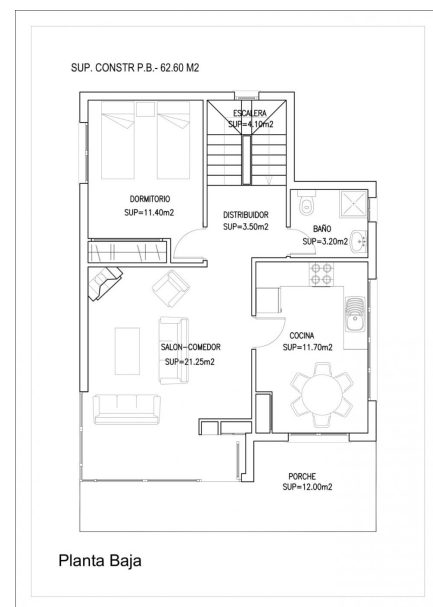 SUP. CONSTR P.B.- 62.60 M2
ESCALERA
SUP=4.10m2
DORMITORIO
SUP=11.40m2
DISTRIBUIDOR
SUP=3.50m2
BAÑO
SUP=3.20m2
SALON-COMEDOR
SUP=21.25m2
COCINA
SUP=11.70m2
PORCHE
SUP=12.00m2
Planta Baja